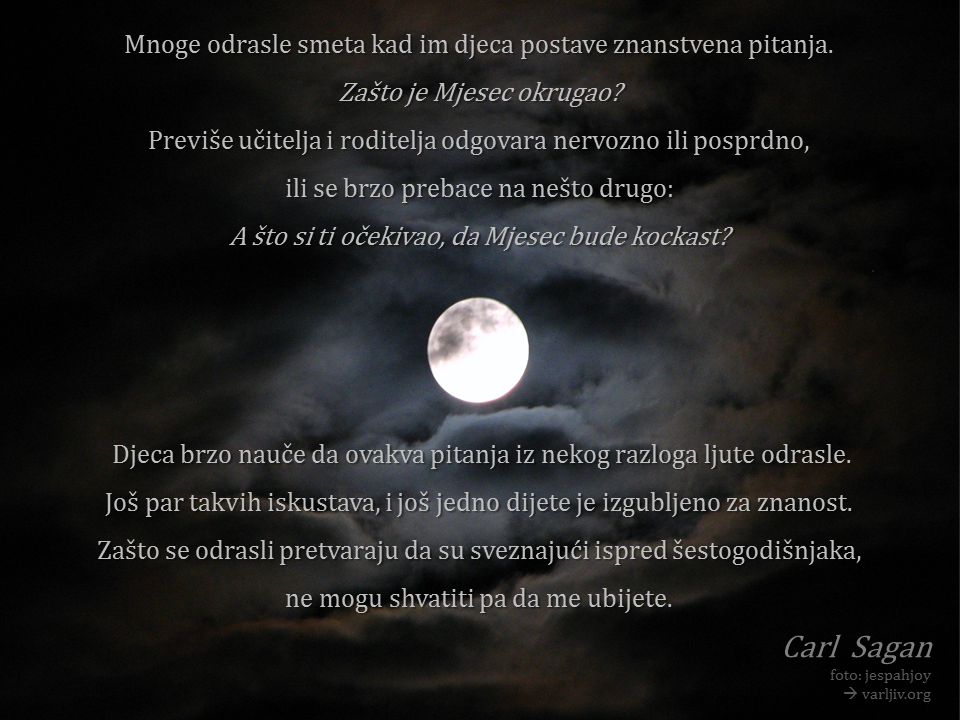 Mnoge odrasle smeta kad im djeca postave znanstvena pitanja.
Zašto je Mjesec okrugao?
Previše učitelja i roditelja odgovara nervozno ili posprdno,
ili se brzo prebace na nešto drugo:
A što si ti očekivao, da Mjesec bude kockast?
Djeca brzo nauče da ovakva pitanja iz nekog razloga ljute odrasle.
Još par takvih iskustava, i još jedno dijete je izgubljeno za znanost.
Zašto se odrasli pretvaraju da su sveznajući ispred šestogodišnjaka,
ne mogu shvatiti pa da me ubijete.
Carl Sagan
foto: jespahjoy
→ varljiv.org